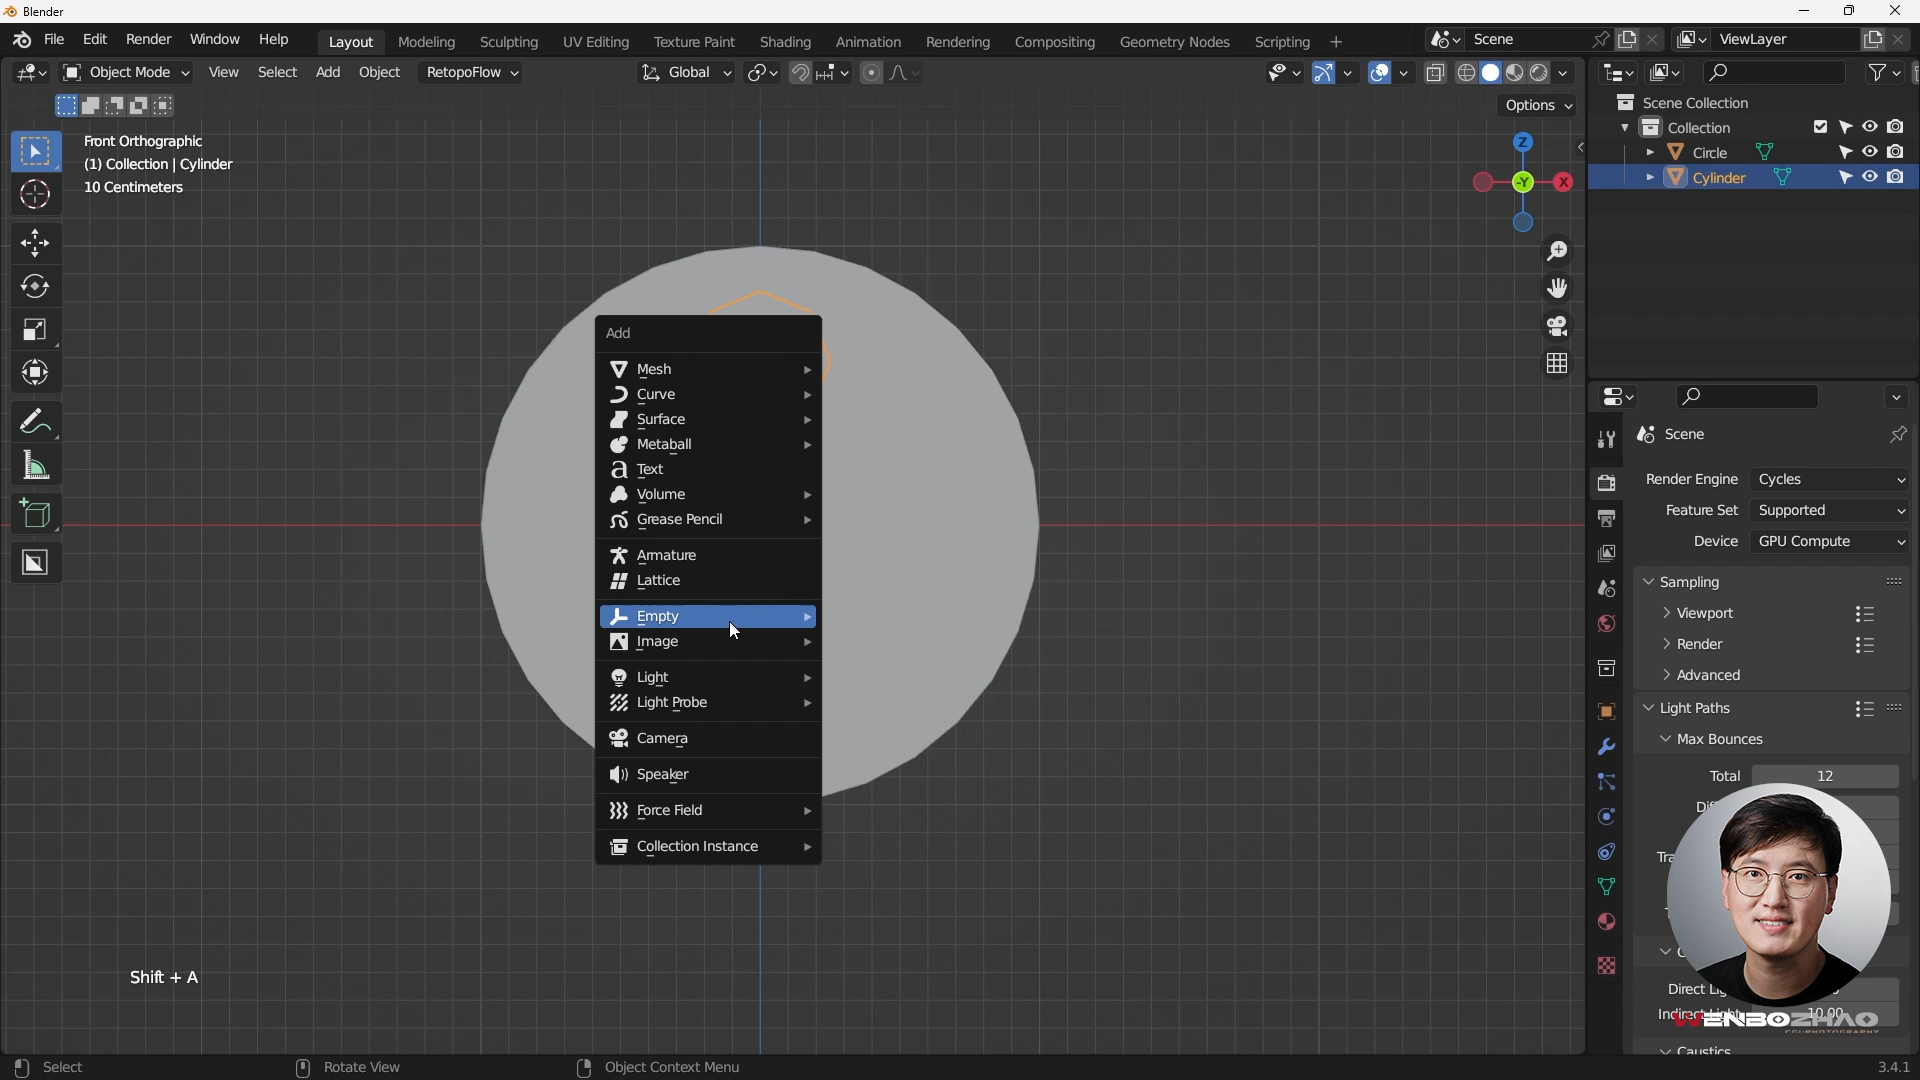 Blender
File Edit Render Window Help Layout Modeling Sculpting UV Editing Texture Paint Shading Animation Rendering Compositing Geometry Nodes Scripting + Scene ViewLayer
Object Mode View Select Add Object RetopoFlow Global
Options
Front Orthographic
(1) Collection | Cylinder
10 Centimeters
Z
-Y X
Scene Collection
Collection
Circle
Cylinder
Add
Mesh
Curve
Surface
Metaball
Text
Volume
Grease Pencil
Armature
Lattice
Empty
Image
Light
Light Probe
Camera
Speaker
Force Field
Collection Instance
Scene
Render Engine Cycles
Feature Set Supported
Device GPU Compute
Sampling
Viewport
Render
Advanced
Light Paths
Max Bounces
Total 12
Direct
10.00
WENBOZHAO
Caustics
Shift + A
Select Rotate View Object Context Menu 3.4.1